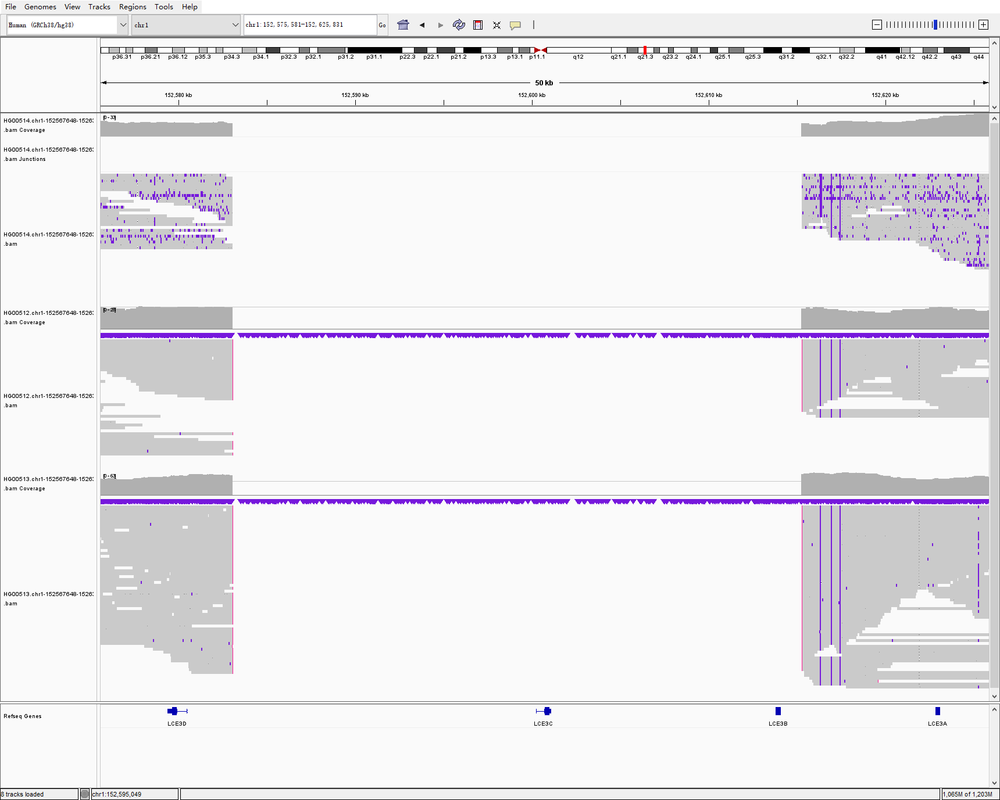 File Genomes View Tracks Regions Tools Help
Human (GRCh38/hg38) chr1 chr1:152,575,581-152,625,831 Go
p36.31 p36.21 p36.12 p35.3 p34.3 p34.1 p32.3 p32.1 p31.2 p31.1 p22.3 p22.1 p21.2 p13.3 p13.1 p11.1 q12 q21.1 q21.3 q23.2 q24.1 q25.1 q25.3 q31.2 q32.1 q32.2 q41 q42.12 q42.2 q43 q44
50 kb
152,580 kb 152,590 kb 152,600 kb 152,610 kb 152,620 kb
HG00514.chr1-152567648-1526 [0-33]
.bam Coverage
HG00514.chr1-152567648-1526
.bam Junctions
HG00514.chr1-152567648-1526
.bam
HG00512.chr1-152567648-1526 [0-28]
.bam Coverage
HG00512.chr1-152567648-1526
.bam
HG00513.chr1-152567648-1526 [0-63]
.bam Coverage
HG00513.chr1-152567648-1526
.bam
Refseq Genes
LCE3D LCE3C LCE3B LCE3A
8 tracks loaded chr1:152,595,049 1,065M of 1,203M